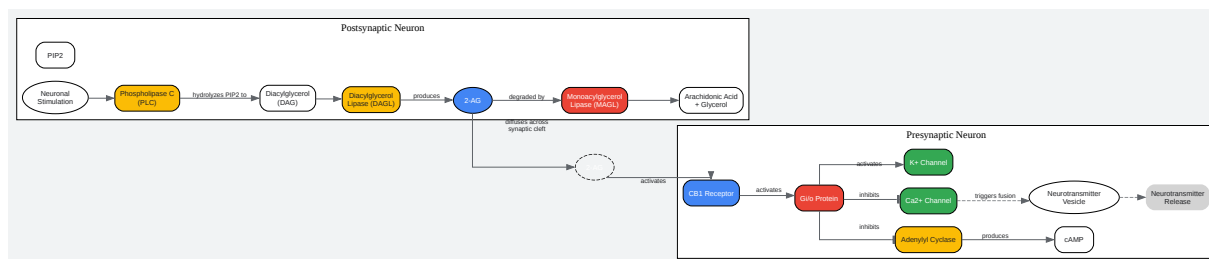 Postsynaptic Neuron
PIP2
Neuronal
Stimulation
Phospholipase C
(PLC)
hydrolyzes PIP2 to
Diacylglycerol
(DAG)
Diacylglycerol
Lipase (DAGL)
produces
2-AG
degraded by
Monoacylglycerol
Lipase (MAGL)
Arachidonic Acid
+ Glycerol
diffuses across
synaptic cleft
activates
Presynaptic Neuron
CB1 Receptor
activates
Gi/o Protein
activates
K+ Channel
inhibits
Ca2+ Channel
triggers fusion
Neurotransmitter
Vesicle
Neurotransmitter
Release
inhibits
Adenylyl Cyclase
produces
cAMP